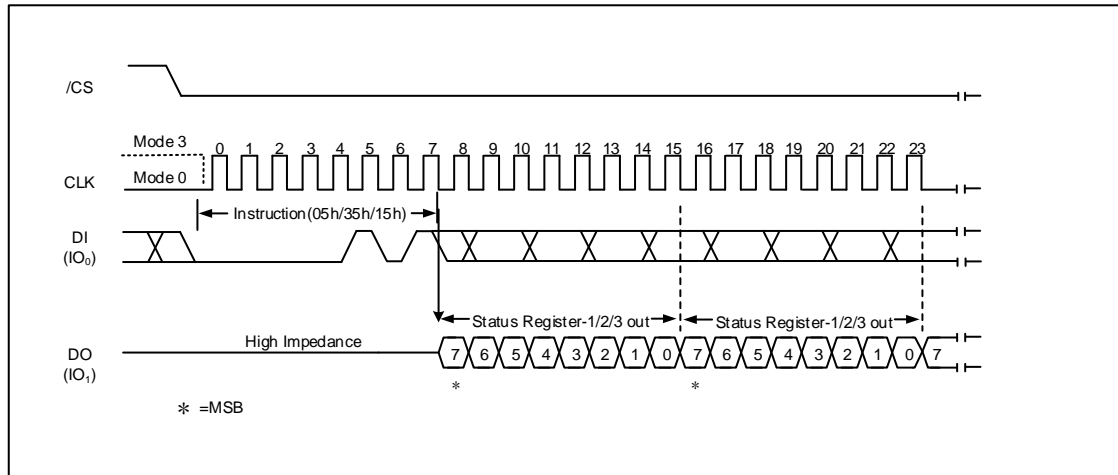 /CS
Mode 3
0 1 2 3 4 5 6 7 8 9 10 11 12 13 14 15 16 17 18 19 20 21 22 23
CLK
Mode 0
Instruction(05h/35h/15h)
DI
(IO₀)
Status Register-1/2/3 out Status Register-1/2/3 out
High Impedance
DO
(IO₁)
7 6 5 4 3 2 1 0 7 6 5 4 3 2 1 0 7
* *
* =MSB